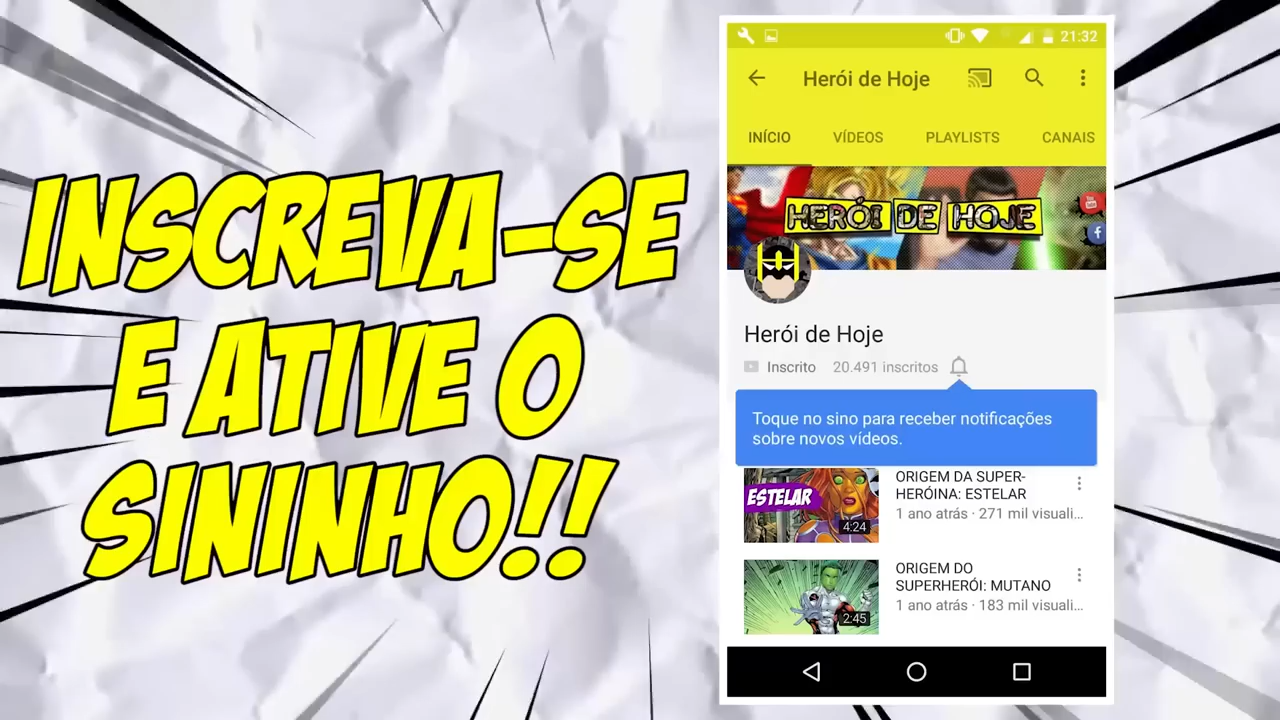 INSCREVA-SE
E ATIVE O
SININHO!!
21:32
Herói de Hoje
INÍCIO VÍDEOS PLAYLISTS CANAIS
HERÓI DE HOJE
You Tube
f
Herói de Hoje
Inscrito 20.491 inscritos
Toque no sino para receber notificações
sobre novos vídeos.
ESTELAR
4:24
ORIGEM DA SUPER-
HERÓINA: ESTELAR
1 ano atrás · 271 mil visuali...
2:45
ORIGEM DO
SUPERHERÓI: MUTANO
1 ano atrás · 183 mil visuali...